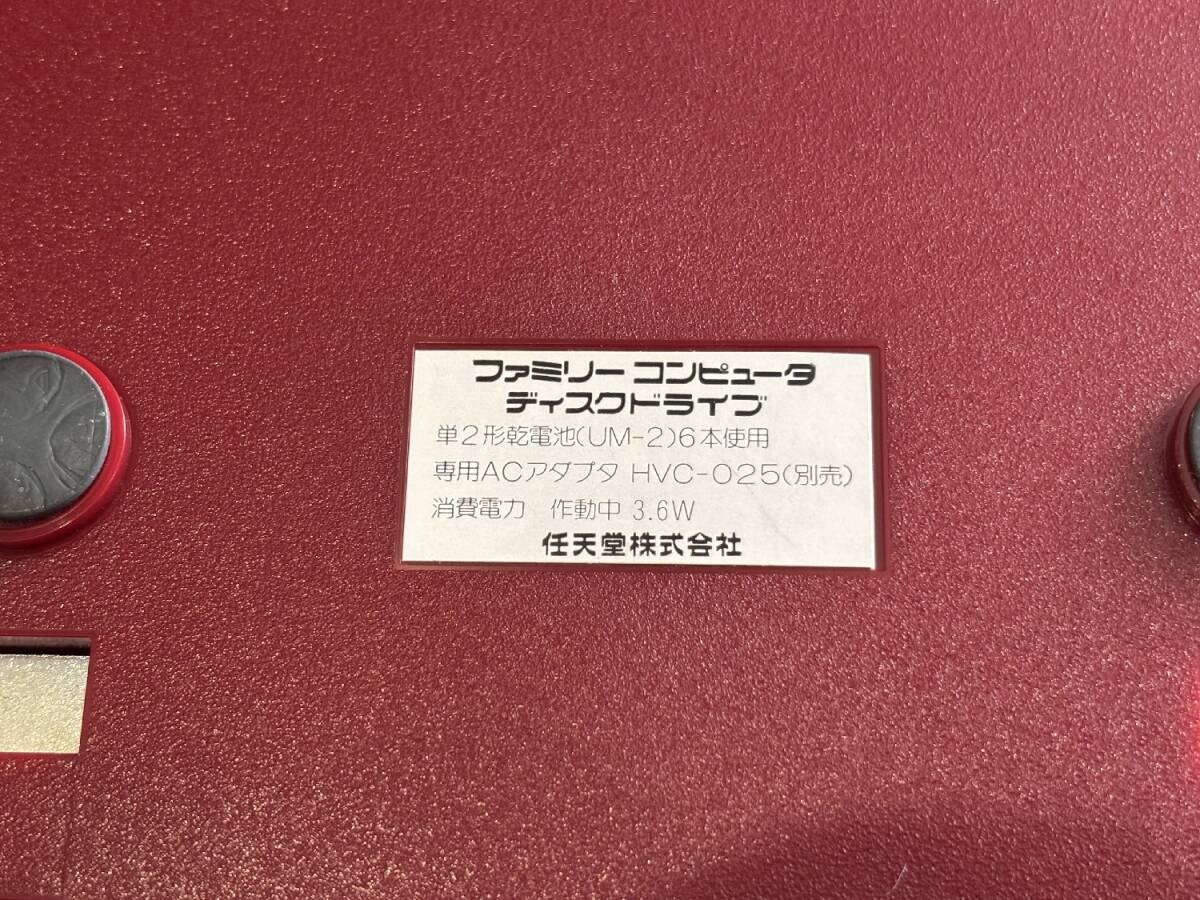 ファミリー コンピュータ
ディスクドライブ
単2形乾電池(UM-2)6本使用
専用ACアダプタ HVC-025(別売)
消費電力　作動中 3.6W
任天堂株式会社